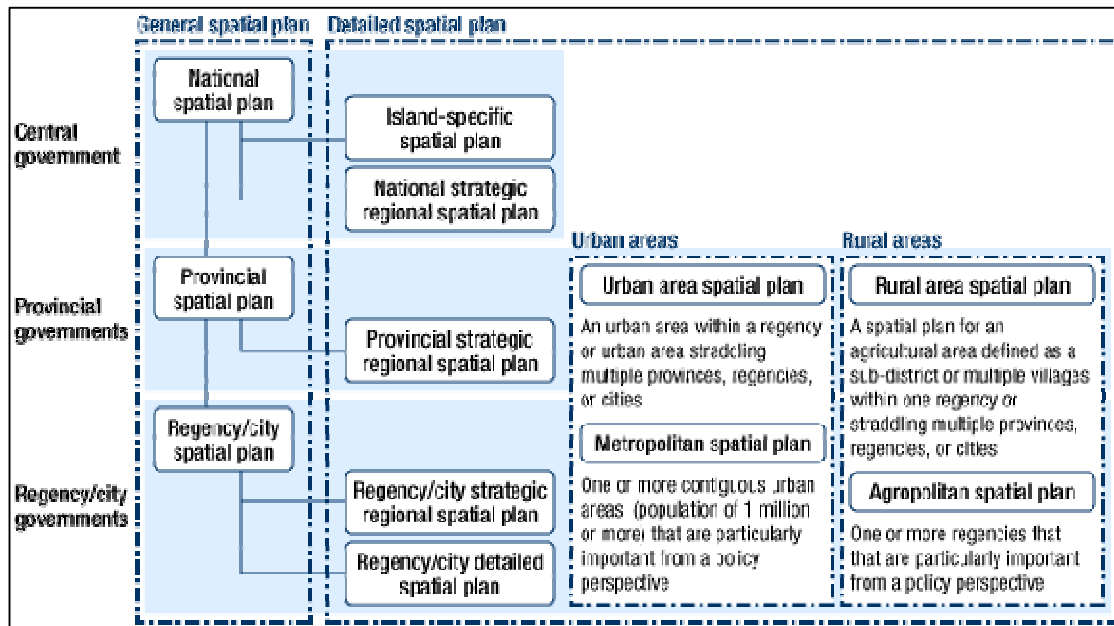 General spatial plan
Detailed spatial plan
Central
government
National
spatial plan
Island-specific
spatial plan
National strategic
regional spatial plan
Provincial
governments
Provincial
spatial plan
Provincial strategic
regional spatial plan
Regency/city
governments
Regency/city
spatial plan
Regency/city strategic
regional spatial plan
Regency/city detailed
spatial plan
Urban areas
Urban area spatial plan
An urban area within a regency
or urban area straddling
multiple provinces, regencies,
or cities
Metropolitan spatial plan
One or more contiguous urban
areas (population of 1 million
or more) that are particularly
important from a policy
perspective
Rural areas
Rural area spatial plan
A spatial plan for an
agricultural area defined as a
sub-district or multiple villages
within one regency or
straddling multiple provinces,
regencies, or cities
Agropolitan spatial plan
One or more regencies that
that are particularly important
from a policy perspective